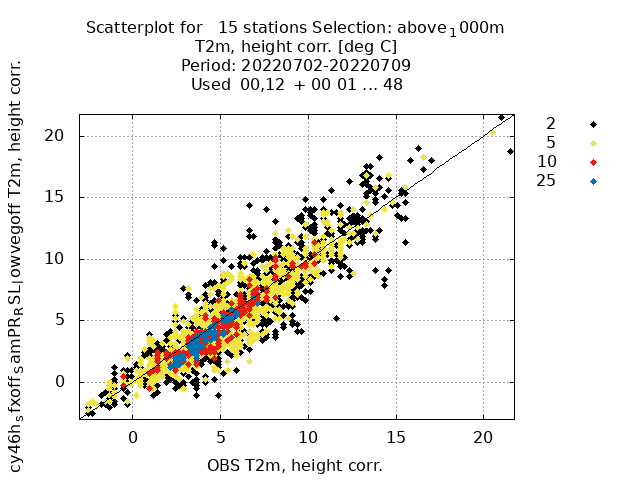 Scatterplot for 15 stations Selection: above1000m
T2m, height corr. [deg C]
Period: 20220702-20220709
Used 00,12 + 00 01 ... 48
cy46hsfxoffsamPRRSLlowvegoff T2m, height corr.
20
15
10
5
0
0 5 10 15 20
OBS T2m, height corr.
2
5
10
25